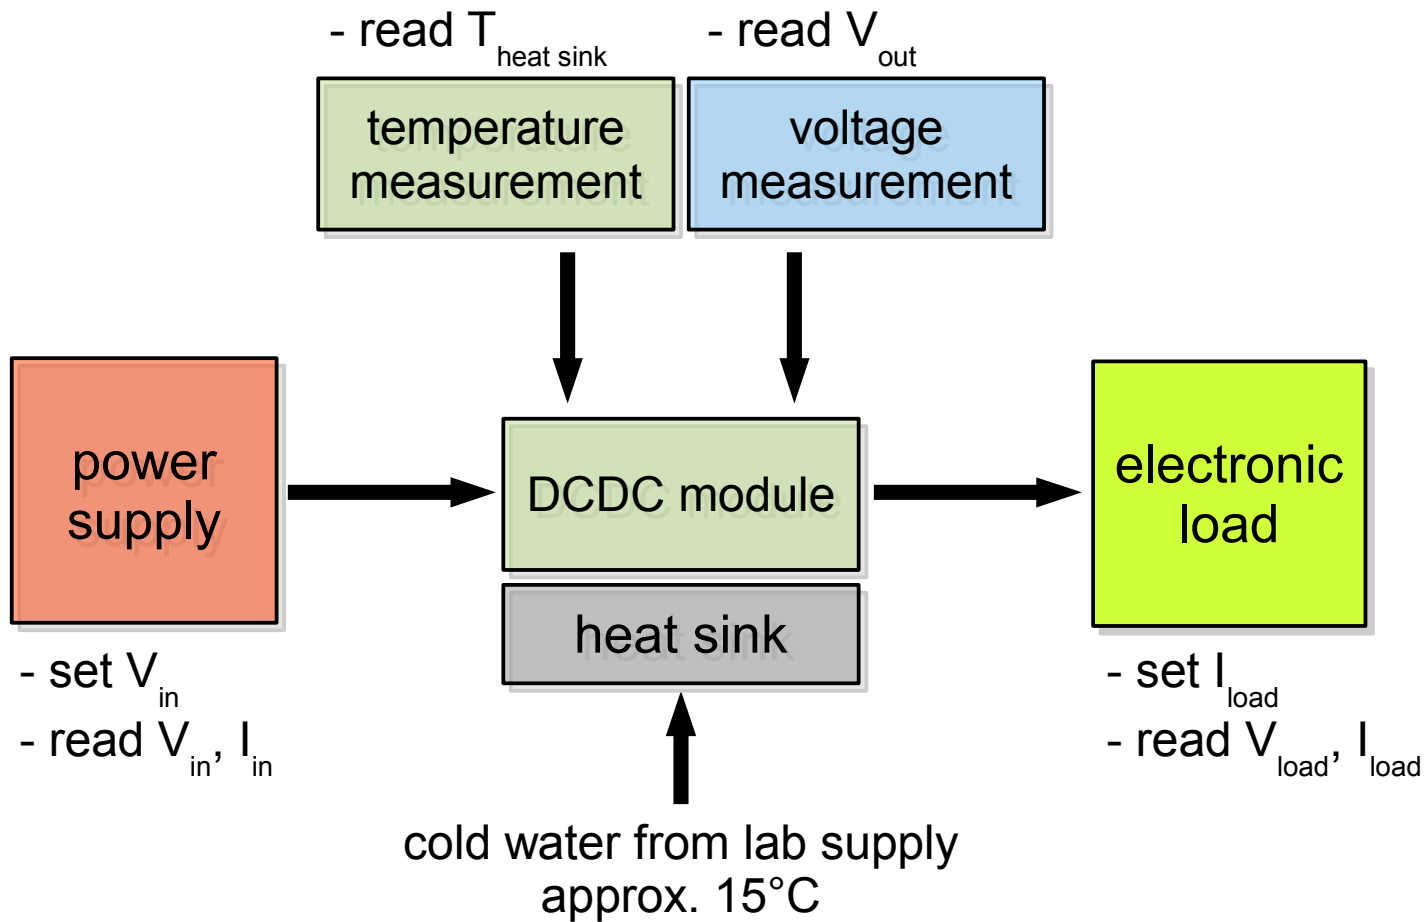 - read T heat sink
- read V out
temperature
measurement
voltage
measurement
power
supply
DCDC module
electronic
load
heat sink
- set V in
- read V in, I in
- set I load
- read V load, I load
cold water from lab supply
approx. 15°C